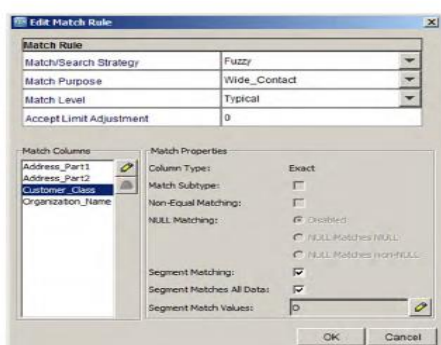 Edit Match Rule
Match Rule
Match/Search Strategy Fuzzy
Match Purpose Wide_Contact
Match Level Typical
Accept Limit Adjustment 0
Match Columns
Address_Part1
Address_Part2
Customer_Class
Organization_Name
Match Properties
Column Type: Exact
Match Subtype:
Non-Equal Matching:
NULL Matching: Disabled
NULL Matches NULL
NULL Matches non-NULL
Segment Matching:
Segment Matches All Data:
Segment Match Values:
OK Cancel